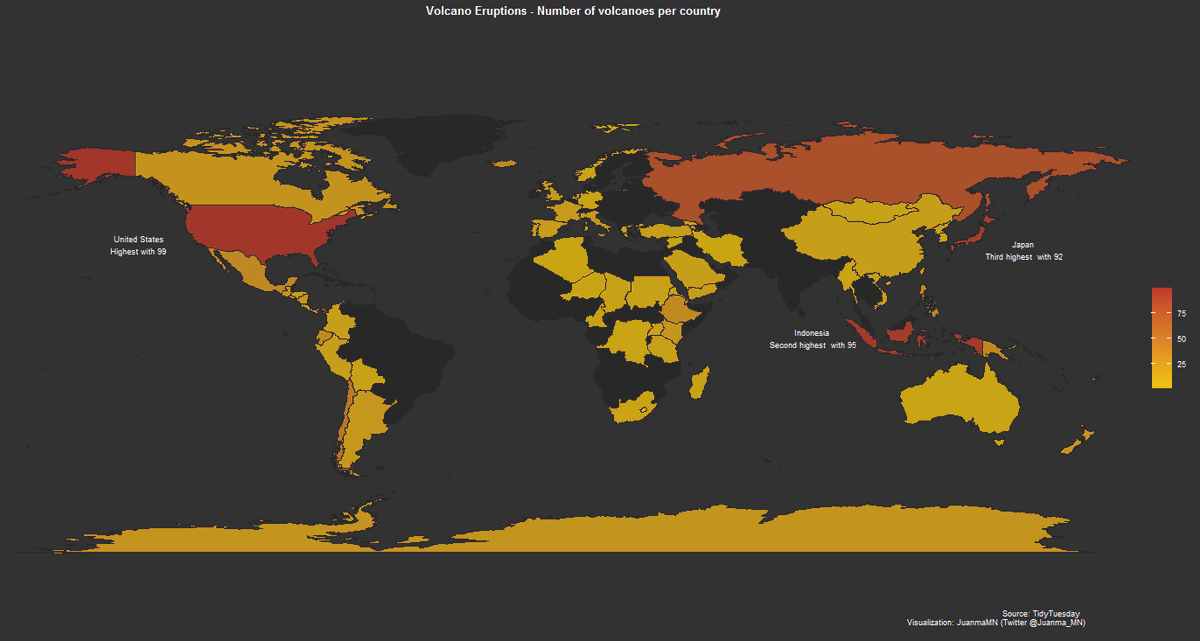 Volcano Eruptions - Number of volcanoes per country
United States
Highest with 99
Japan
Third highest with 92
Indonesia
Second highest with 95
75
50
25
Source: TidyTuesday
Visualization: JuanmaMN (Twitter @Juanma_MN)